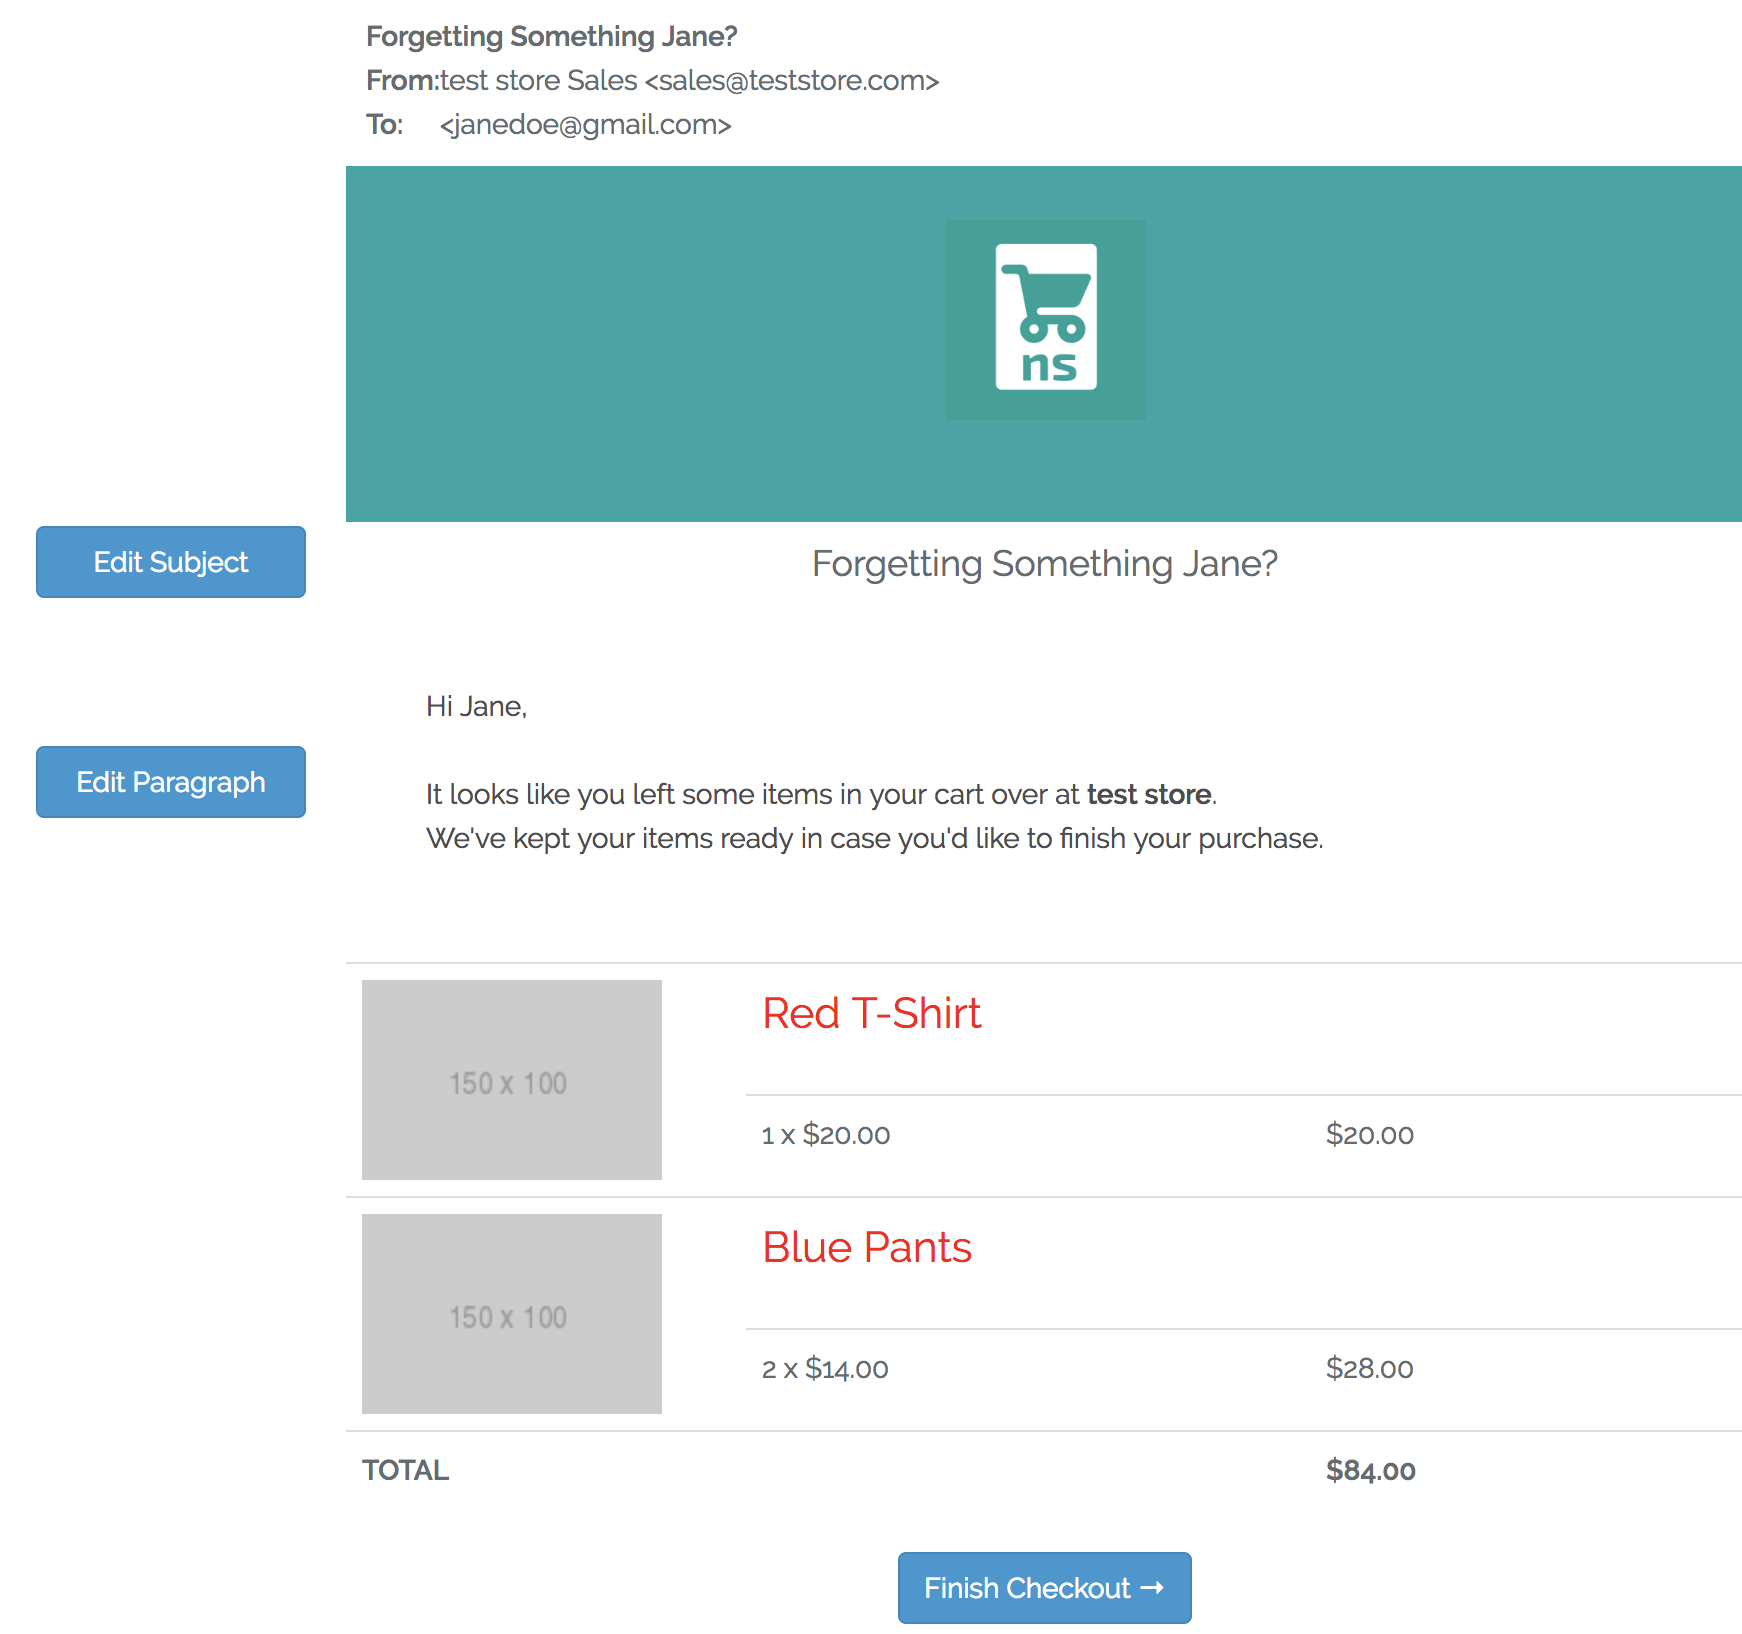 Forgetting Something Jane?
From:test store Sales <sales@teststore.com>
To: <janedoe@gmail.com>
ns
Edit Subject
Forgetting Something Jane?
Hi Jane,
Edit Paragraph
It looks like you left some items in your cart over at test store.
We've kept your items ready in case you'd like to finish your purchase.
150 x 100
Red T-Shirt
1 x $20.00 $20.00
150 x 100
Blue Pants
2 x $14.00 $28.00
TOTAL $84.00
Finish Checkout →